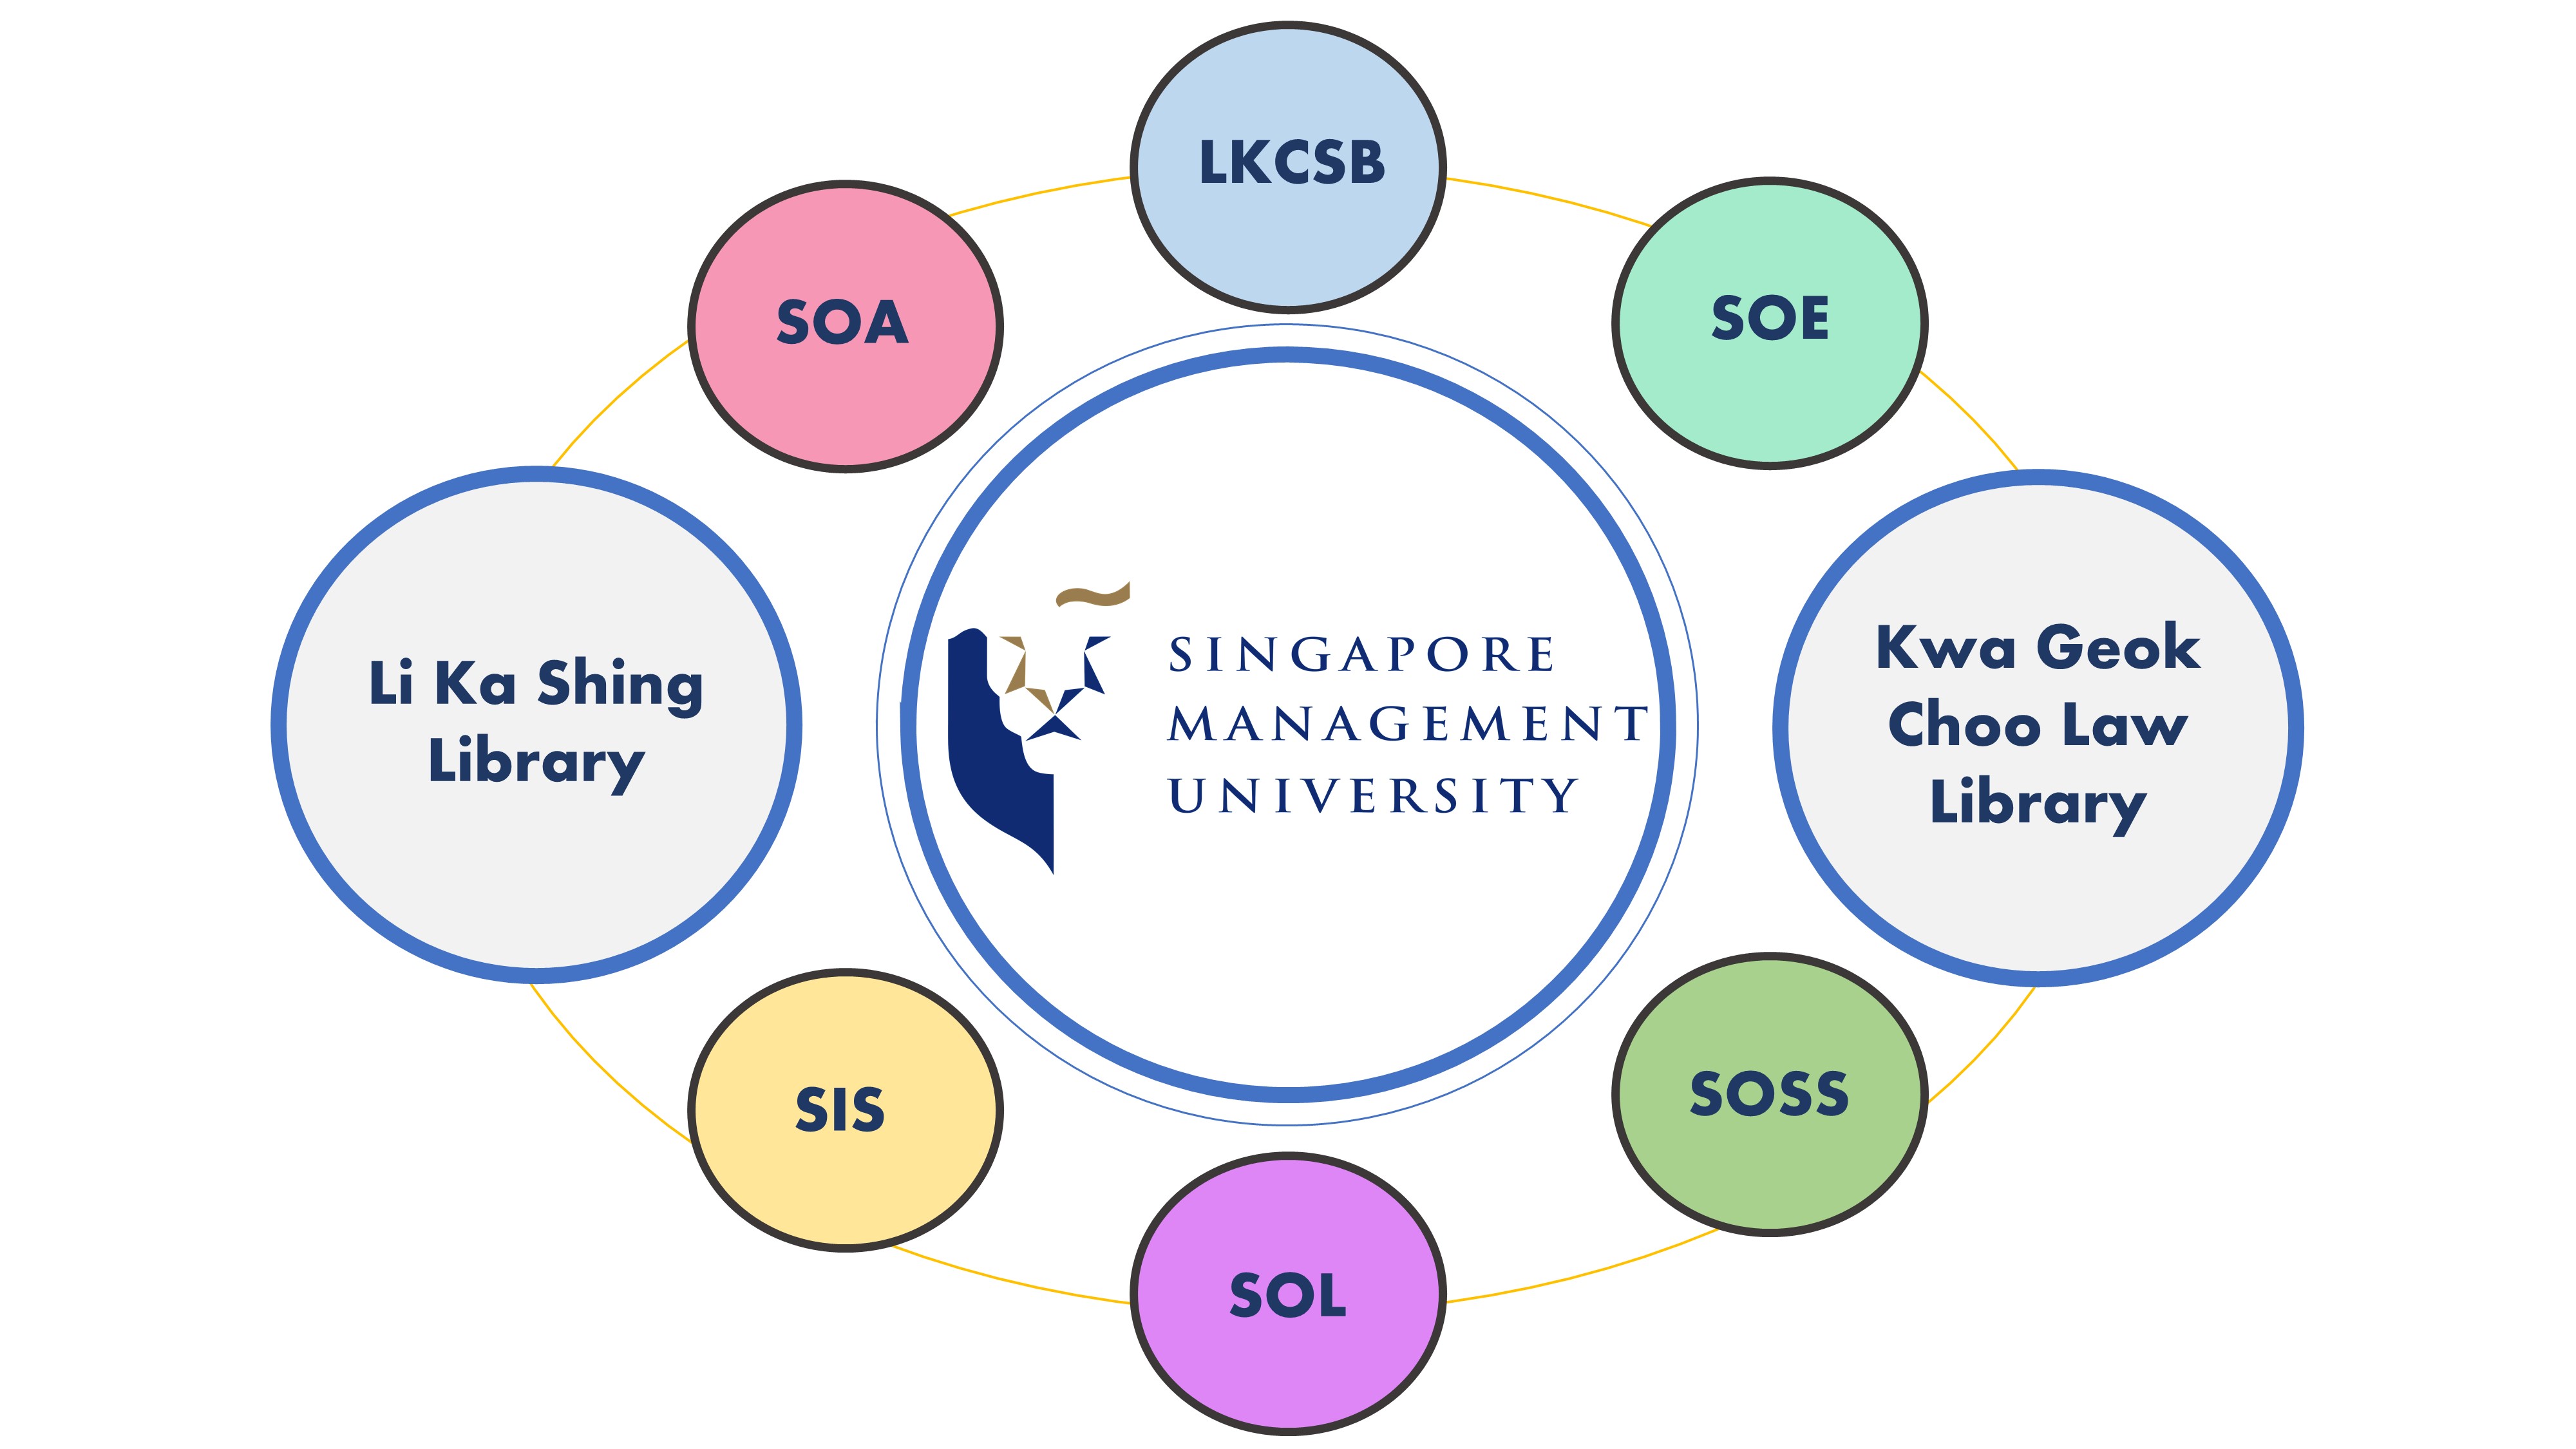 LKCSB
SOA
SOE
Li Ka Shing
Library
SINGAPORE
MANAGEMENT
UNIVERSITY
Kwa Geok
Choo Law
Library
SIS
SOSS
SOL